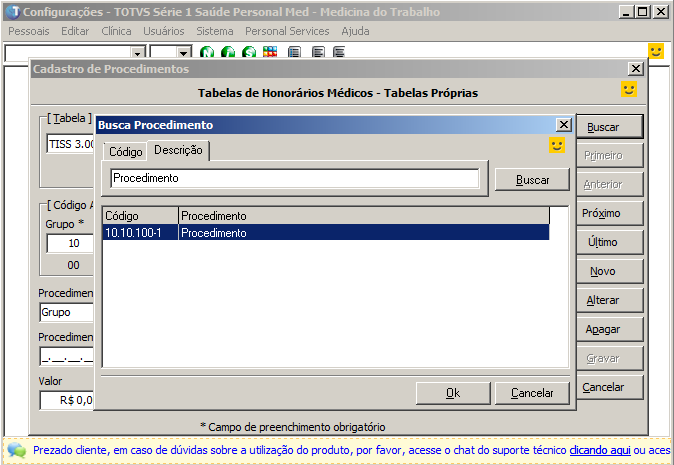 Configurações - TOTVS Série 1 Saúde Personal Med - Medicina do Trabalho
Pessoais Editar Clínica Usuários Sistema Personal Services Ajuda
Cadastro de Procedimentos
Tabelas de Honorários Médicos - Tabelas Próprias
[ Tabela ]
TISS 3.00
[ Código A
Grupo *
10
00
Procedimen
Grupo
Procedimen
_.__.__.__
Valor
R$ 0,0
Busca Procedimento
Código Descrição
Procedimento
Buscar
Código Procedimento
10.10.100-1 Procedimento
Ok Cancelar
Buscar
Primeiro
Anterior
Próximo
Último
Novo
Alterar
Apagar
Gravar
Cancelar
* Campo de preenchimento obrigatório
Prezado cliente, em caso de dúvidas sobre a utilização do produto, por favor, acesse o chat do suporte técnico clicando aqui ou aces